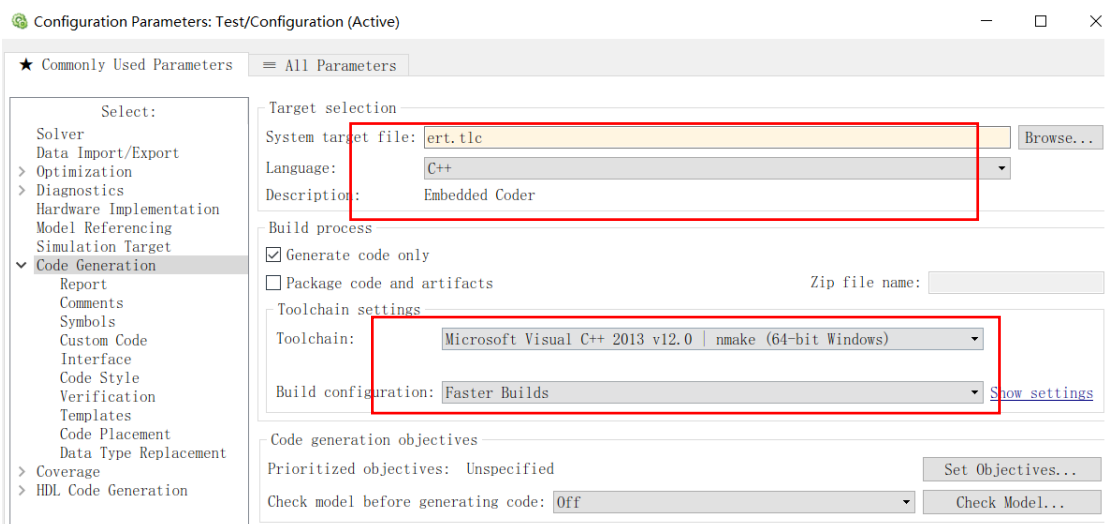 Configuration Parameters: Test/Configuration (Active)
★ Commonly Used Parameters
≡ All Parameters
Select:
Solver
Data Import/Export
Optimization
Diagnostics
Hardware Implementation
Model Referencing
Simulation Target
Code Generation
Report
Comments
Symbols
Custom Code
Interface
Code Style
Verification
Templates
Code Placement
Data Type Replacement
Coverage
HDL Code Generation
Target selection
System target file: ert.tlc Browse...
Language: C++
Description: Embedded Coder
Build process
Generate code only
Package code and artifacts Zip file name:
Toolchain settings
Toolchain: Microsoft Visual C++ 2013 v12.0 | nmake (64-bit Windows)
Build configuration: Faster Builds Show settings
Code generation objectives
Prioritized objectives: Unspecified Set Objectives...
Check model before generating code: Off Check Model...